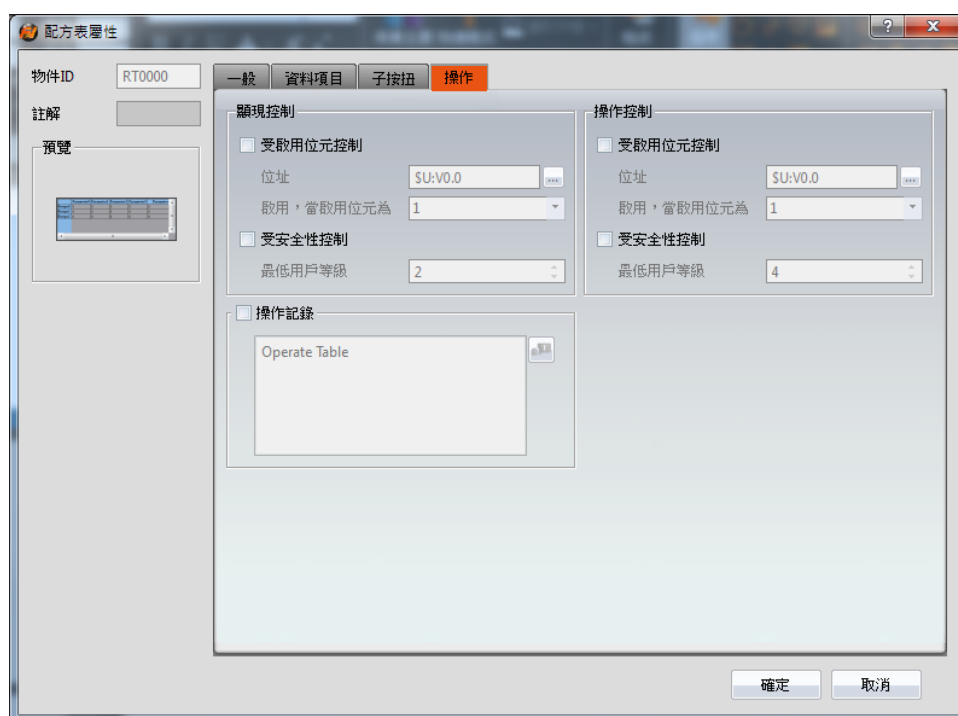 配方表屬性
?
X
物件ID
RT0000
註解
預覽
一般
資料項目
子按扭
操作
顯現控制
受啟用位元控制
位址
$U:V0.0
...
啟用，當啟用位元為
1
受安全性控制
最低用戶等級
2
操作控制
受啟用位元控制
位址
$U:V0.0
...
啟用，當啟用位元為
1
受安全性控制
最低用戶等級
4
操作記錄
Operate Table
確定
取消